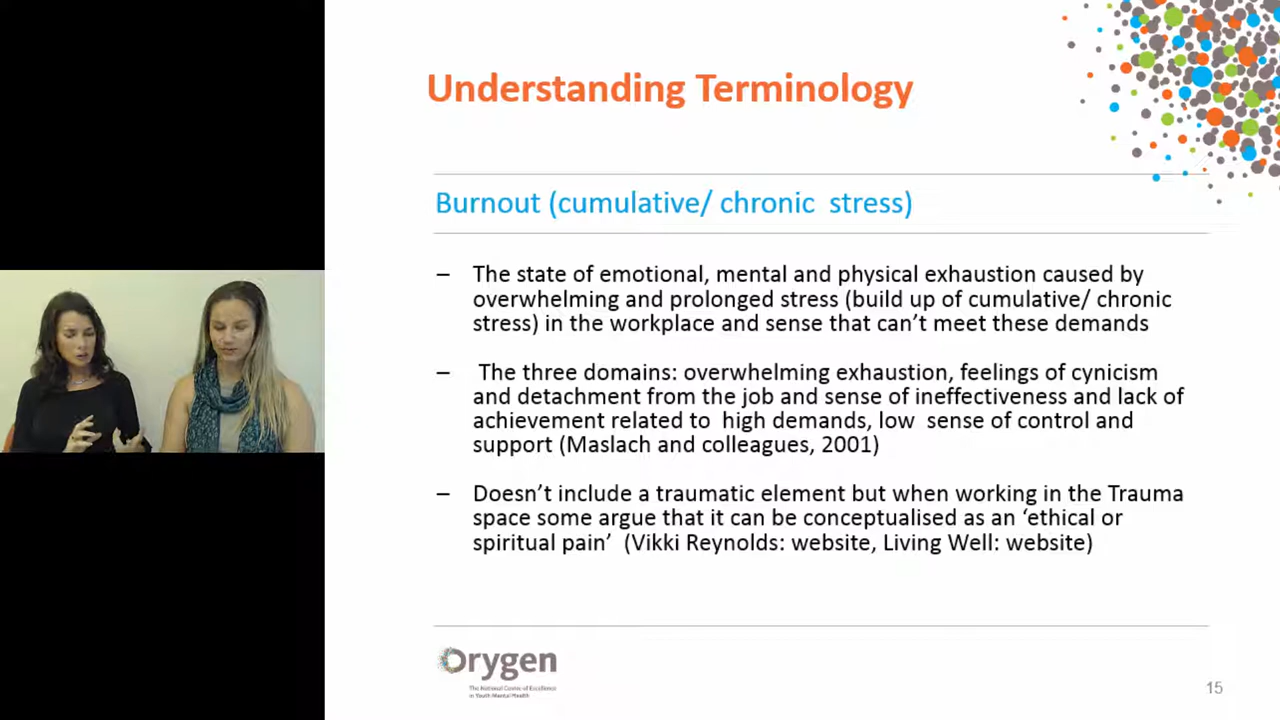 Understanding Terminology
Burnout (cumulative/ chronic  stress)
– The state of emotional, mental and physical exhaustion caused by
overwhelming and prolonged stress (build up of cumulative/ chronic
stress) in the workplace and sense that can’t meet these demands
– The three domains: overwhelming exhaustion, feelings of cynicism
and detachment from the job and sense of ineffectiveness and lack of
achievement related to  high demands, low  sense of control and
support (Maslach and colleagues, 2001)
– Doesn’t include a traumatic element but when working in the Trauma
space some argue that it can be conceptualised as an ‘ethical or
spiritual pain’  (Vikki Reynolds: website, Living Well: website)
Orygen
The National Centre of Excellence
in Youth Mental Health
15